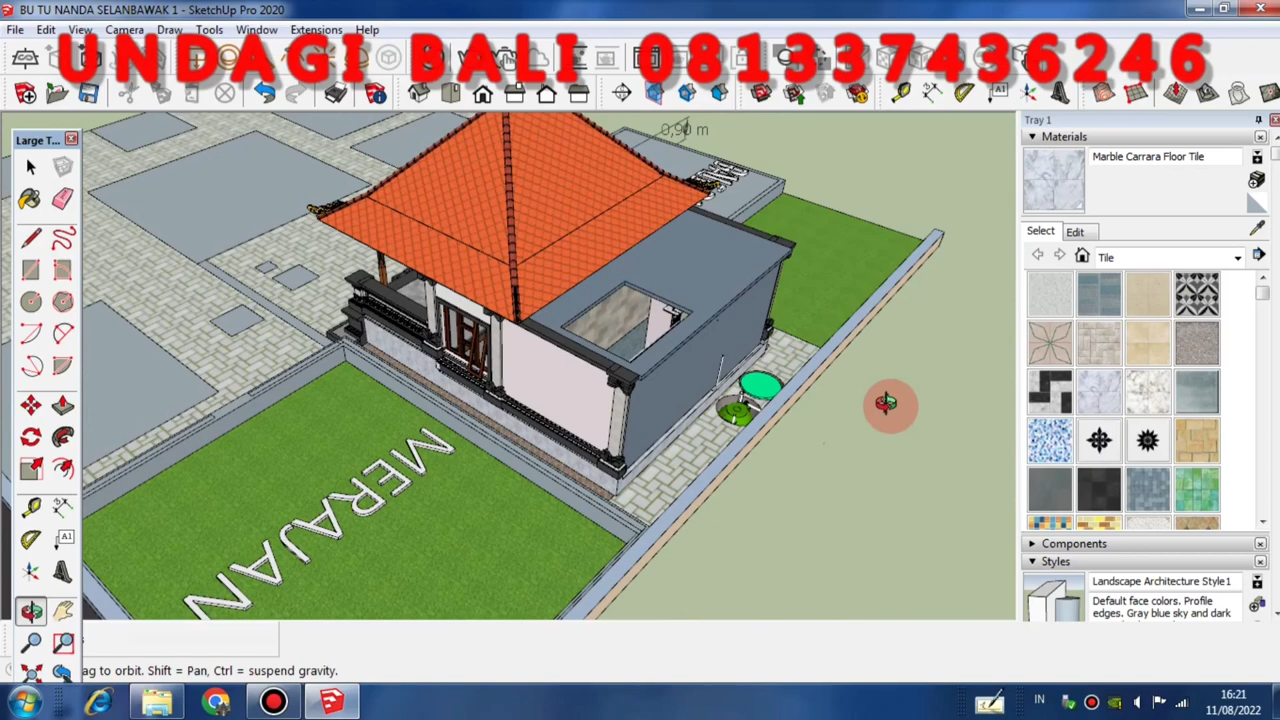 BU TU NANDA SELANBAWAK 1 - SketchUp Pro 2020
File Edit View Camera Draw Tools Window Extensions Help
UNDAGI BALI 081337436246
Large T...
0,90 m
MERAJAN
Tray 1
Materials
Marble Carrara Floor Tile
Select Edit
Tile
Components
Styles
Landscape Architecture Style1
Default face colors. Profile
edges. Gray blue sky and dark
ag to orbit. Shift = Pan, Ctrl = suspend gravity.
IN
16:21
11/08/2022